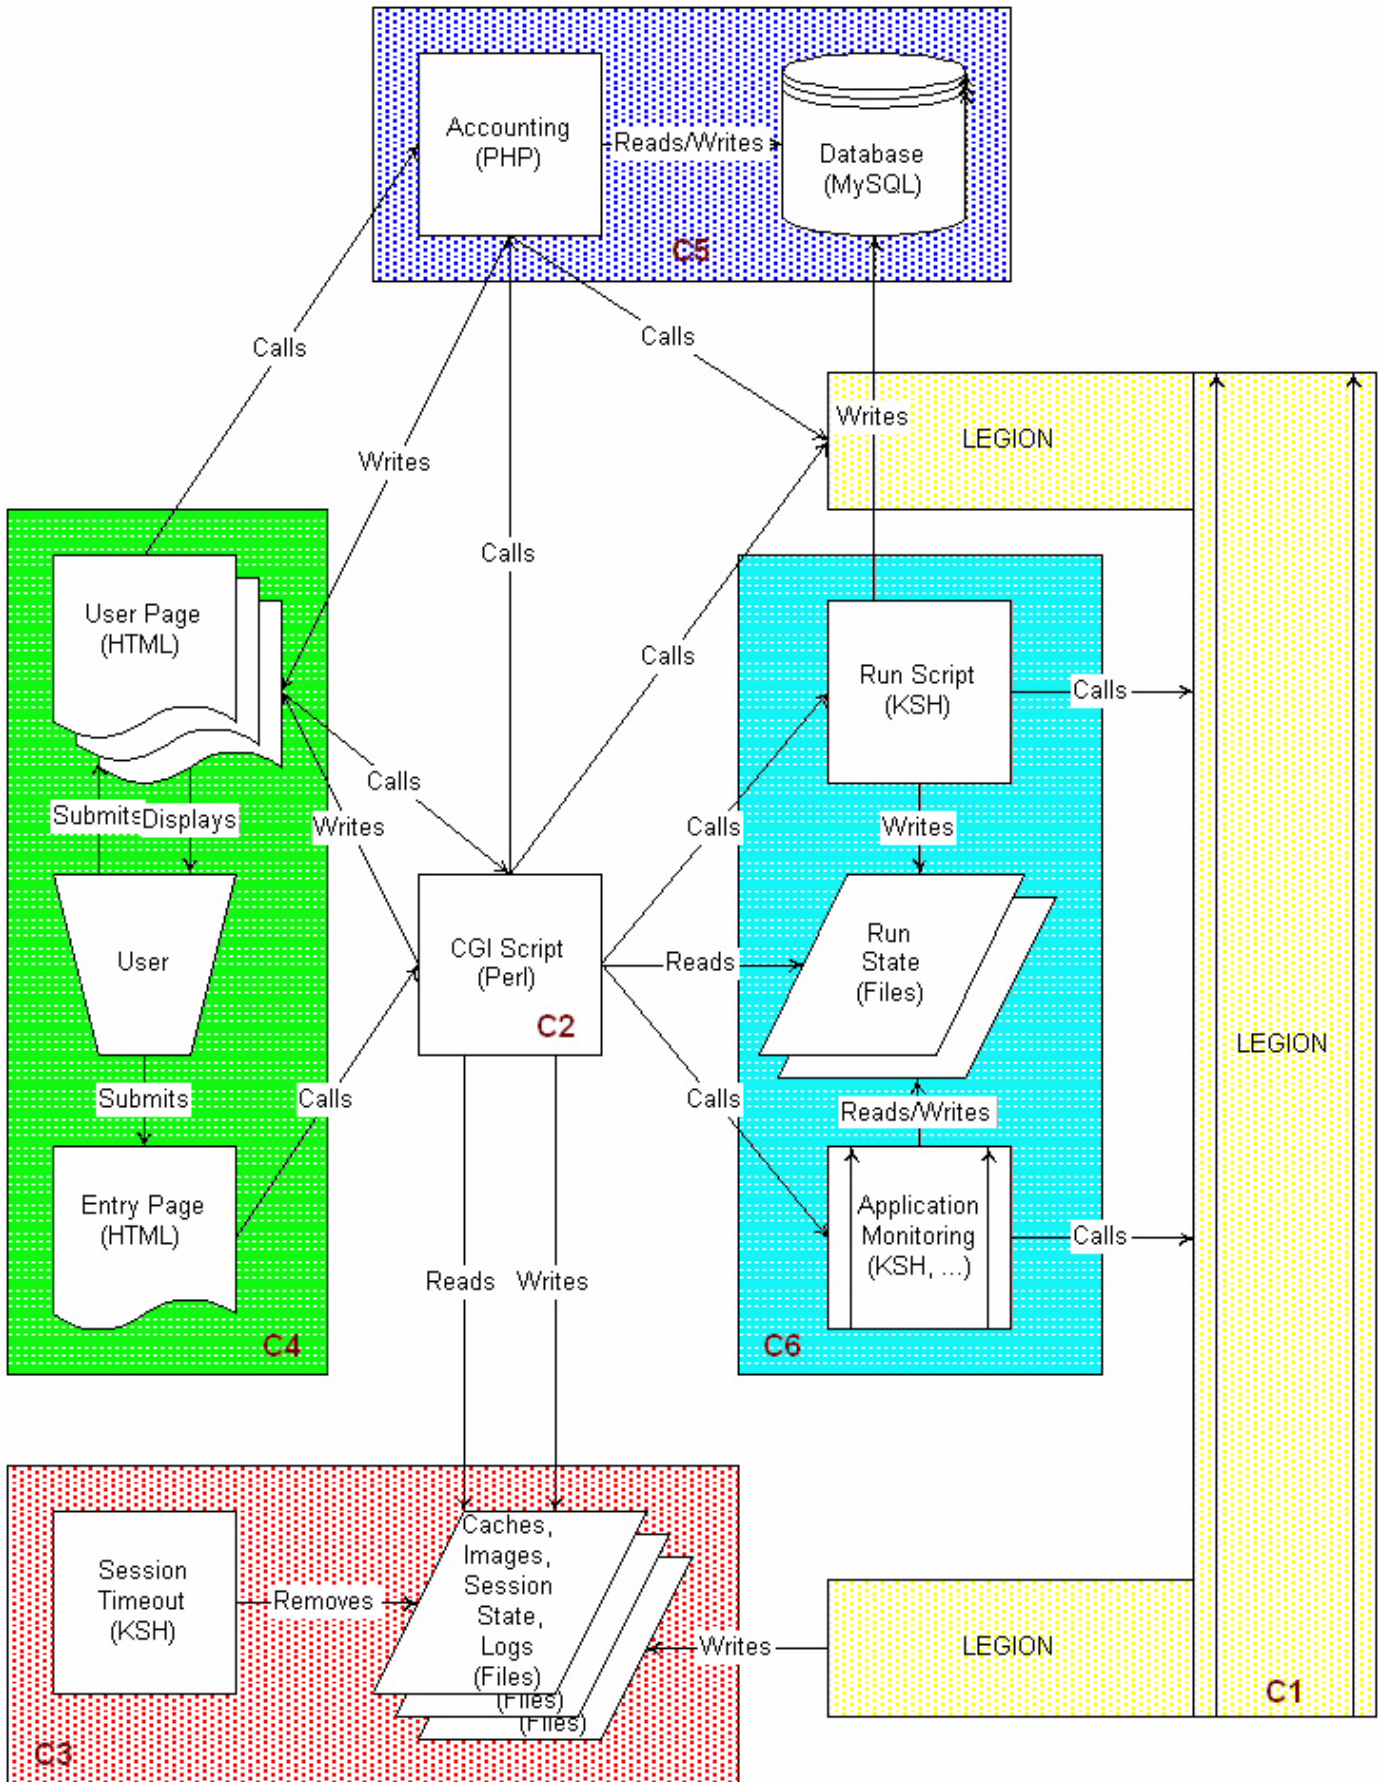 Accounting
(PHP)
Reads/Writes
Database
(MySQL)
C5
Calls
Calls
Writes
Writes
LEGION
Calls
User Page
(HTML)
Calls
Run Script
(KSH)
Calls
Calls
Submits
Displays
Writes
Calls
Writes
User
CGI Script
(Perl)
C2
Reads
Run
State
(Files)
LEGION
Submits
Calls
Calls
Reads/Writes
Entry Page
(HTML)
Application
Monitoring
(KSH, ...)
Calls
Reads
Writes
C4
C6
Session
Timeout
(KSH)
Removes
Caches,
Images,
Session
State,
Logs
(Files)
(Files)
(Files)
Writes
LEGION
C1
C3